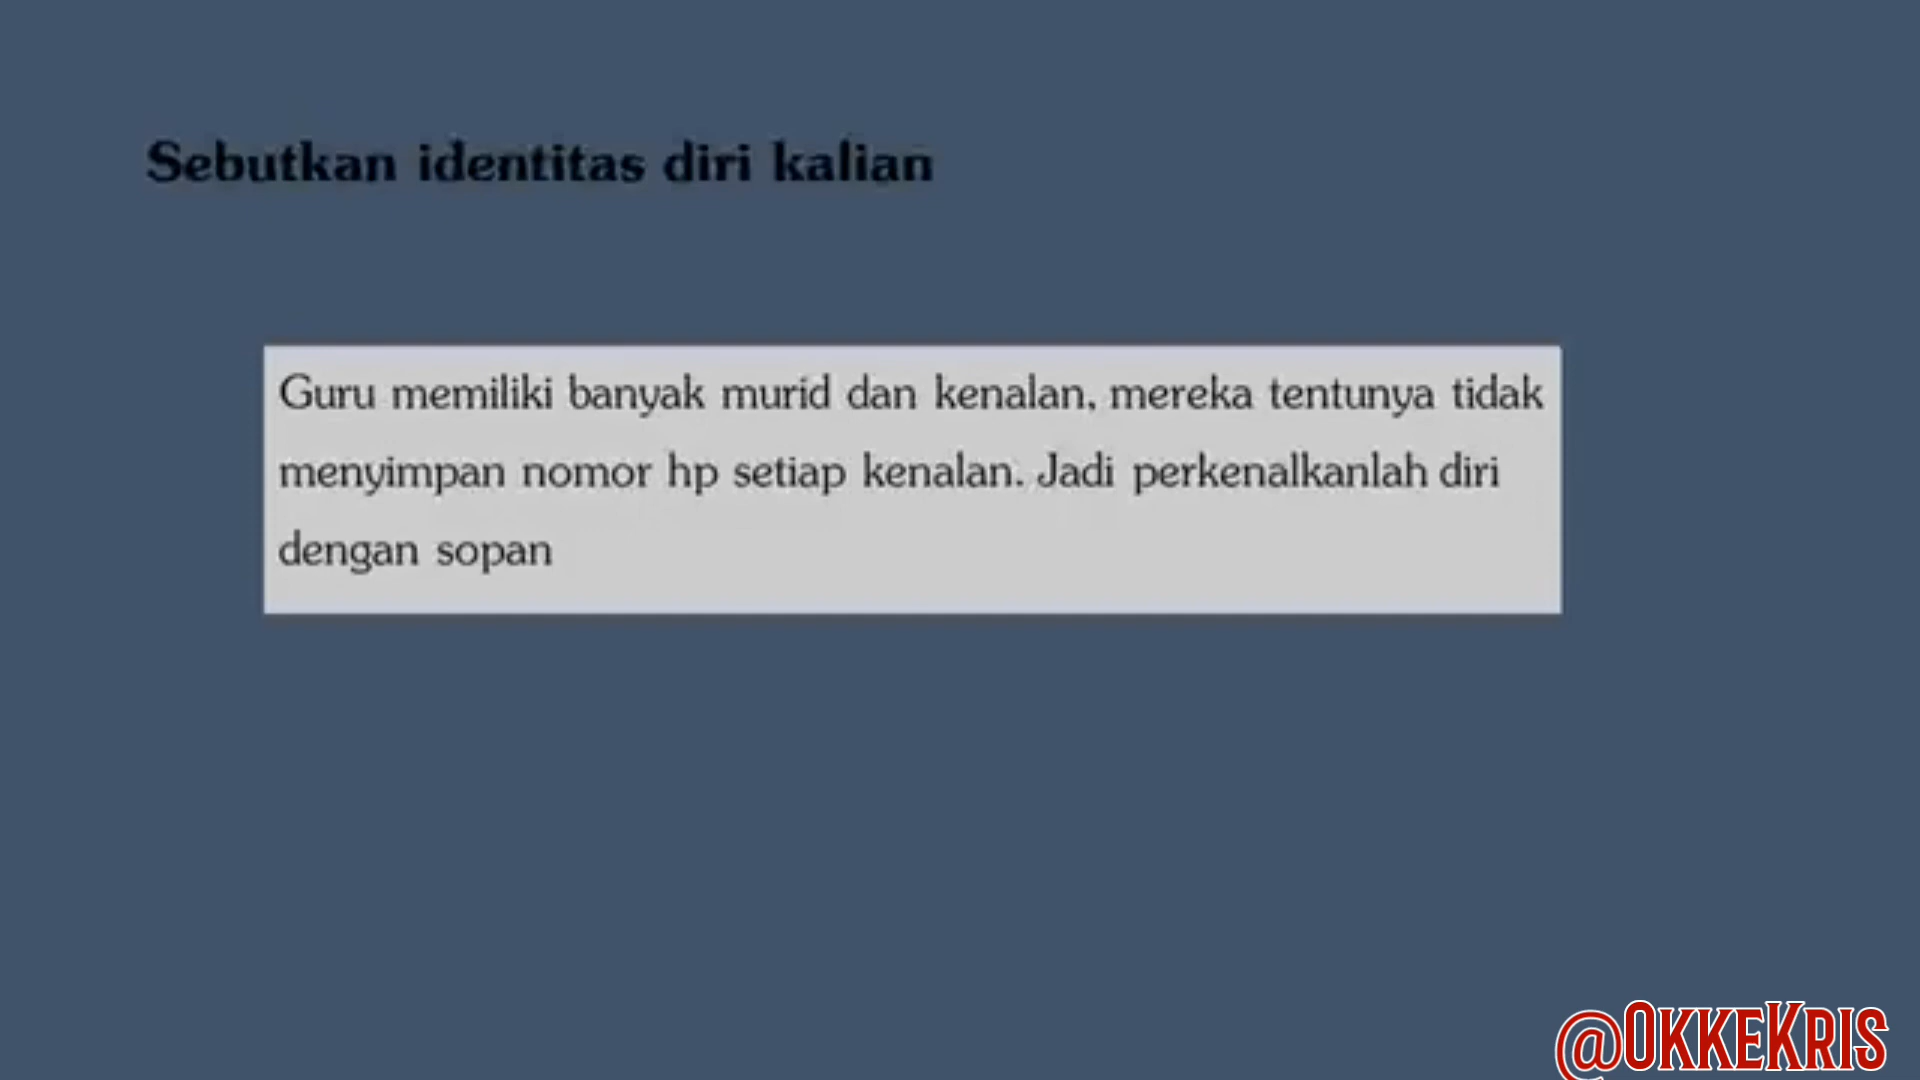 Sebutkan identitas diri kalian
Guru memiliki banyak murid dan kenalan, mereka tentunya tidak
menyimpan nomor hp setiap kenalan. Jadi perkenalkanlah diri
dengan sopan
@OKKEKRIS